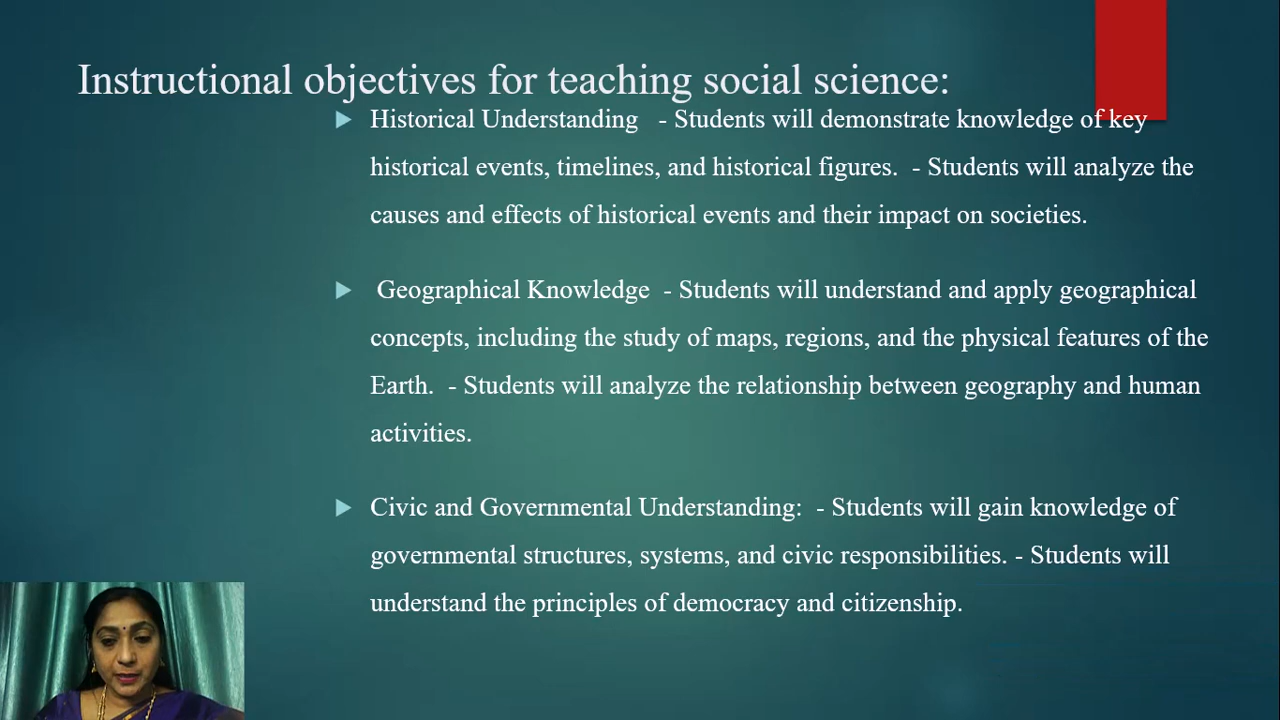 Instructional objectives for teaching social science:
Historical Understanding - Students will demonstrate knowledge of key
historical events, timelines, and historical figures. - Students will analyze the
causes and effects of historical events and their impact on societies.
Geographical Knowledge - Students will understand and apply geographical
concepts, including the study of maps, regions, and the physical features of the
Earth. - Students will analyze the relationship between geography and human
activities.
Civic and Governmental Understanding: - Students will gain knowledge of
governmental structures, systems, and civic responsibilities. - Students will
understand the principles of democracy and citizenship.